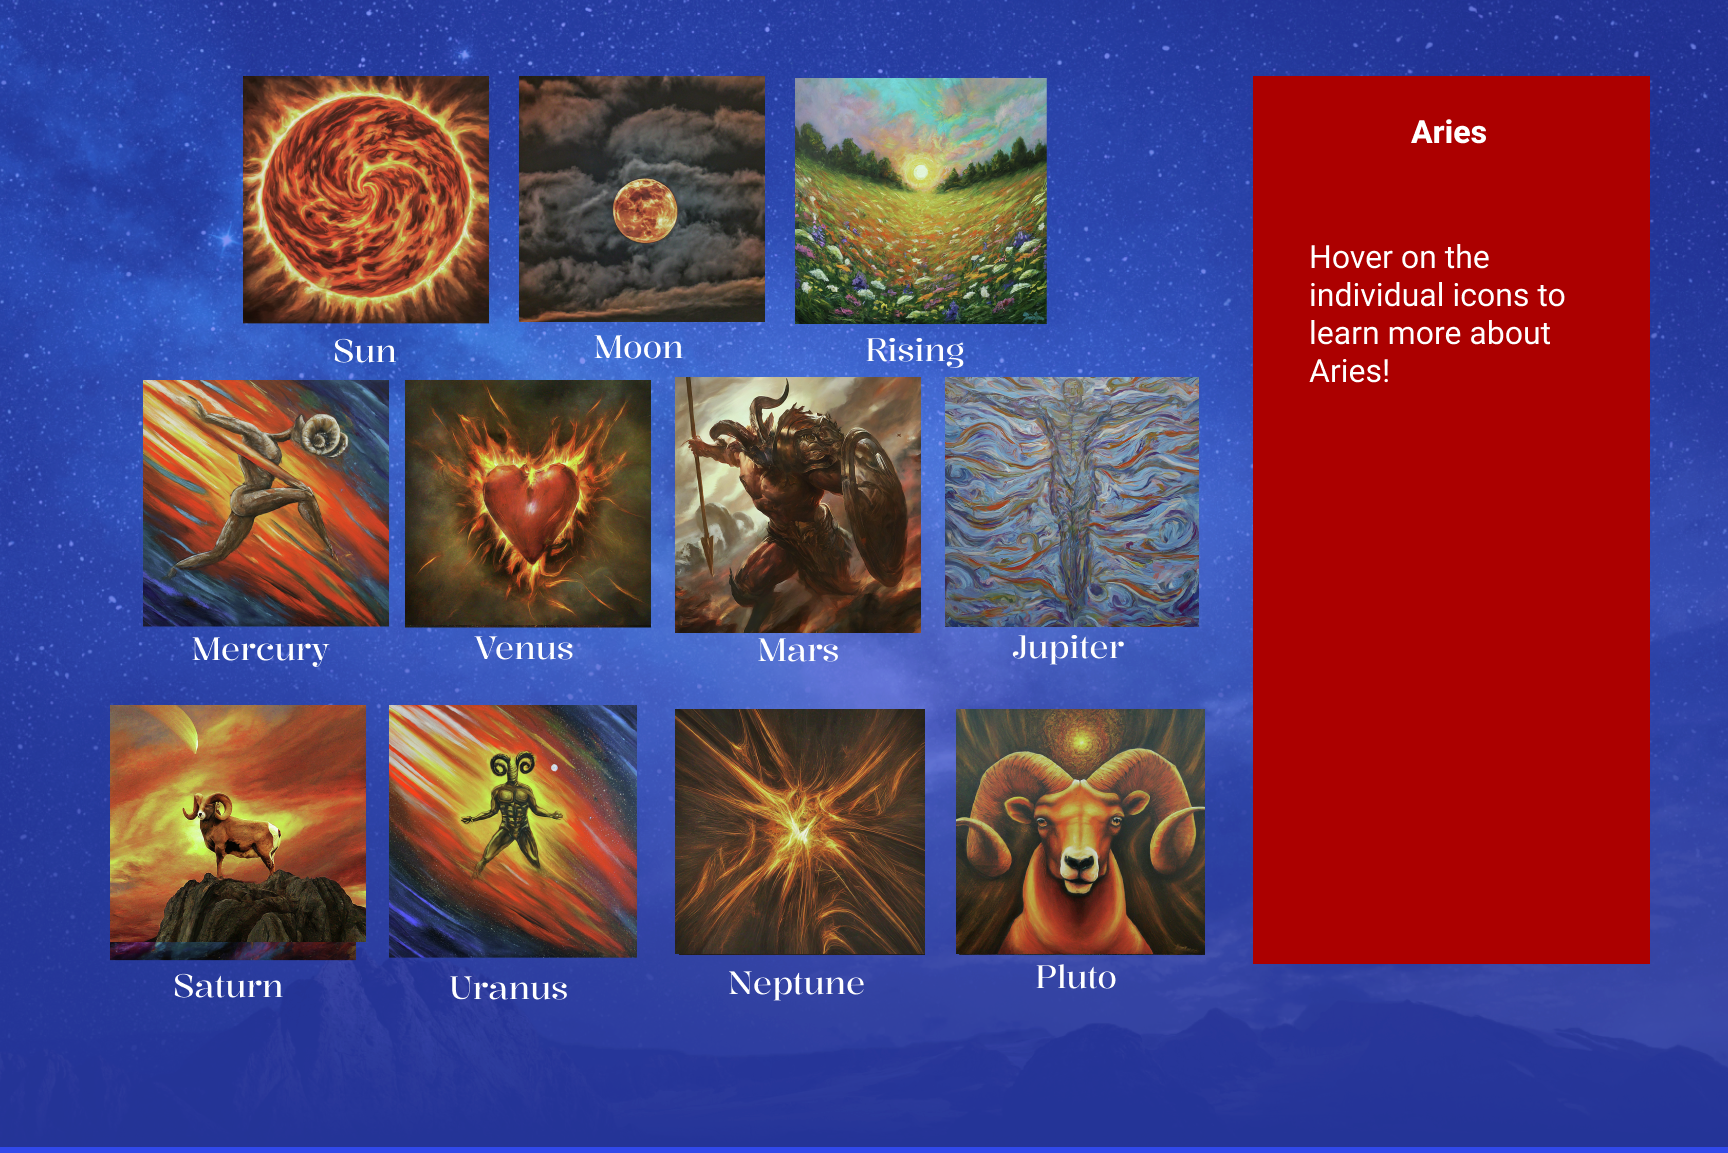 Aries
Hover on the
individual icons to
learn more about
Aries!
Sun
Moon
Rising
Mercury
Venus
Mars
Jupiter
Saturn
Uranus
Neptune
Pluto